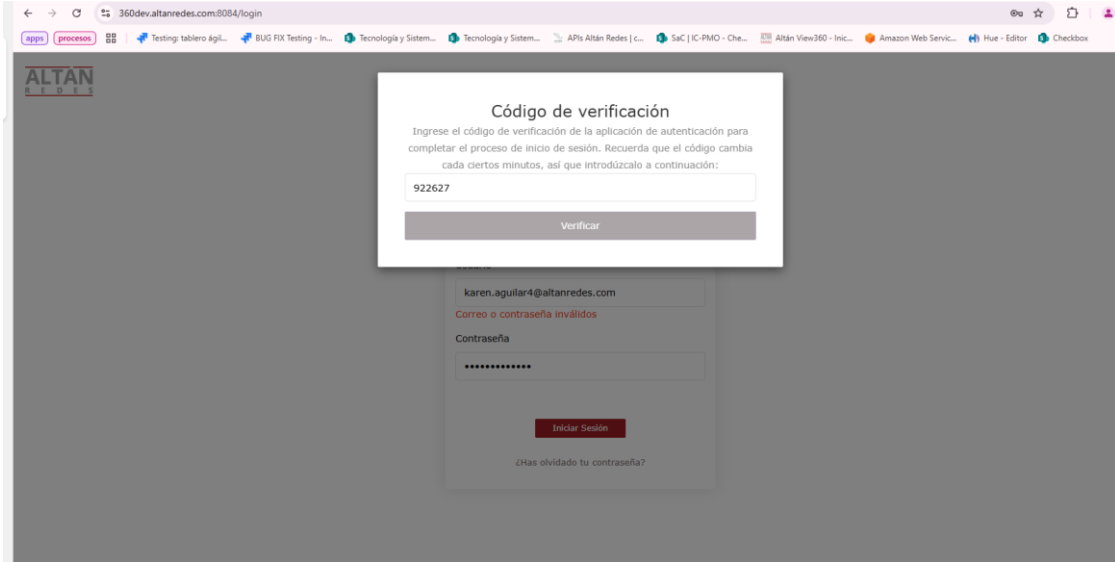 360dev.altanredes.com:8084/login
apps procesos Testing: tablero ágil... BUG FIX Testing - In... Tecnología y Sistem... Tecnología y Sistem... APIs Altán Redes | c... SaC | IC-PMO - Che... Altán View360 - Inic... Amazon Web Servic... Hue - Editor Checkbox
ALTÁN
REDES
Código de verificación
Ingrese el código de verificación de la aplicación de autenticación para
completar el proceso de inicio de sesión. Recuerda que el código cambia
cada ciertos minutos, así que introdúzcalo a continuación:
922627
Verificar
karen.aguilar4@altanredes.com
Correo o contraseña inválidos
Contraseña
•••••••••••••
Iniciar Sesión
¿Has olvidado tu contraseña?